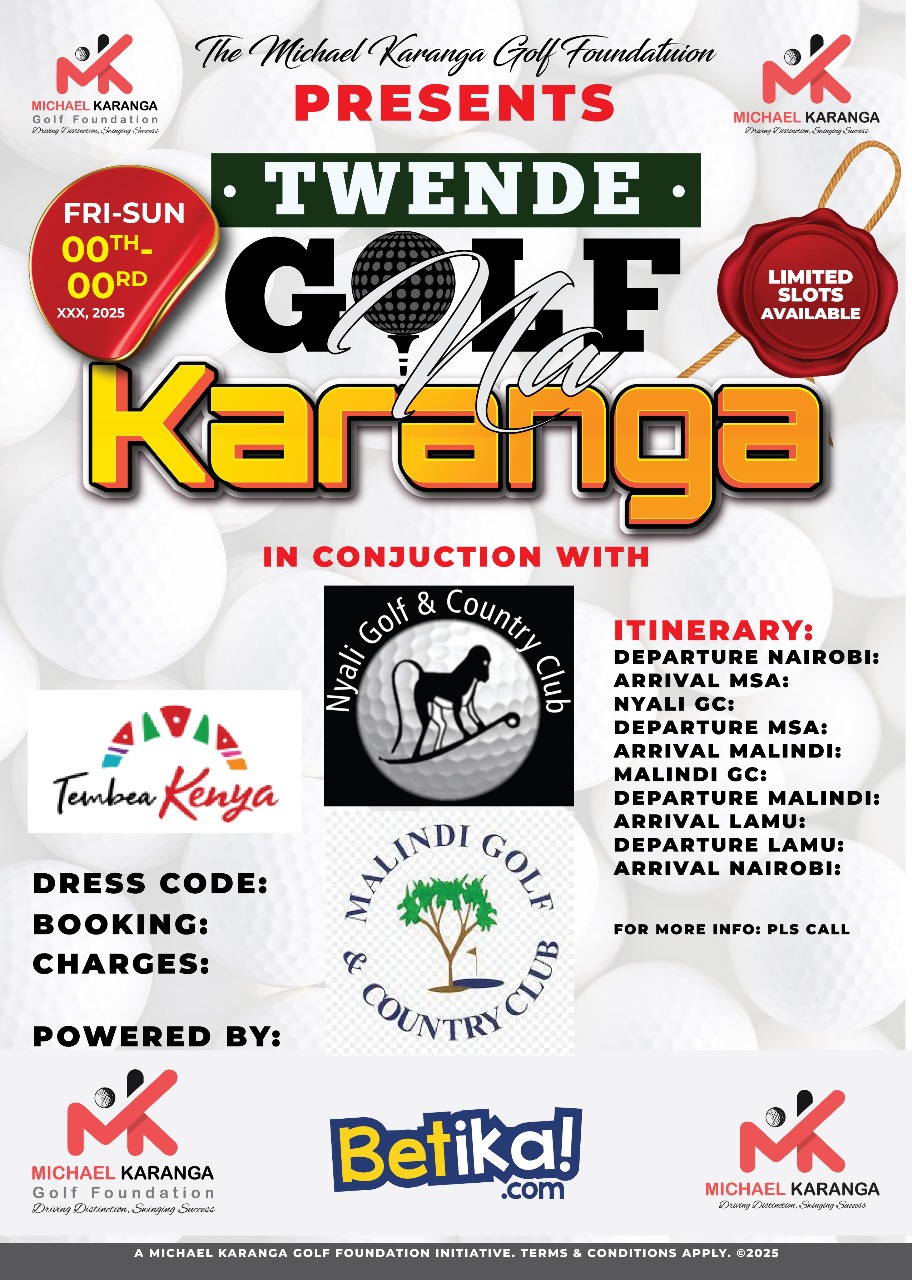 The Michael Karanga Golf Foundatuion
PRESENTS
MICHAEL KARANGA
Golf Foundation
Driving Distinction, Swinging Success
MICHAEL KARANGA
Driving Distinction, Swinging Success
• TWENDE •
GOLF
Na
Karanga
FRI-SUN
00TH-
00RD
XXX, 2025
LIMITED
SLOTS
AVAILABLE
IN CONJUCTION WITH
Nyali Golf & Country Club
Tembea Kenya
MALINDI GOLF
& COUNTRY CLUB
ITINERARY:
DEPARTURE NAIROBI:
ARRIVAL MSA:
NYALI GC:
DEPARTURE MSA:
ARRIVAL MALINDI:
MALINDI GC:
DEPARTURE MALINDI:
ARRIVAL LAMU:
DEPARTURE LAMU:
ARRIVAL NAIROBI:
FOR MORE INFO: PLS CALL
DRESS CODE:
BOOKING:
CHARGES:
POWERED BY:
MICHAEL KARANGA
Golf Foundation
Driving Distinction, Swinging Success
Betika!
.com
MICHAEL KARANGA
Driving Distinction, Swinging Success
A MICHAEL KARANGA GOLF FOUNDATION INITIATIVE. TERMS & CONDITIONS APPLY. ©2025